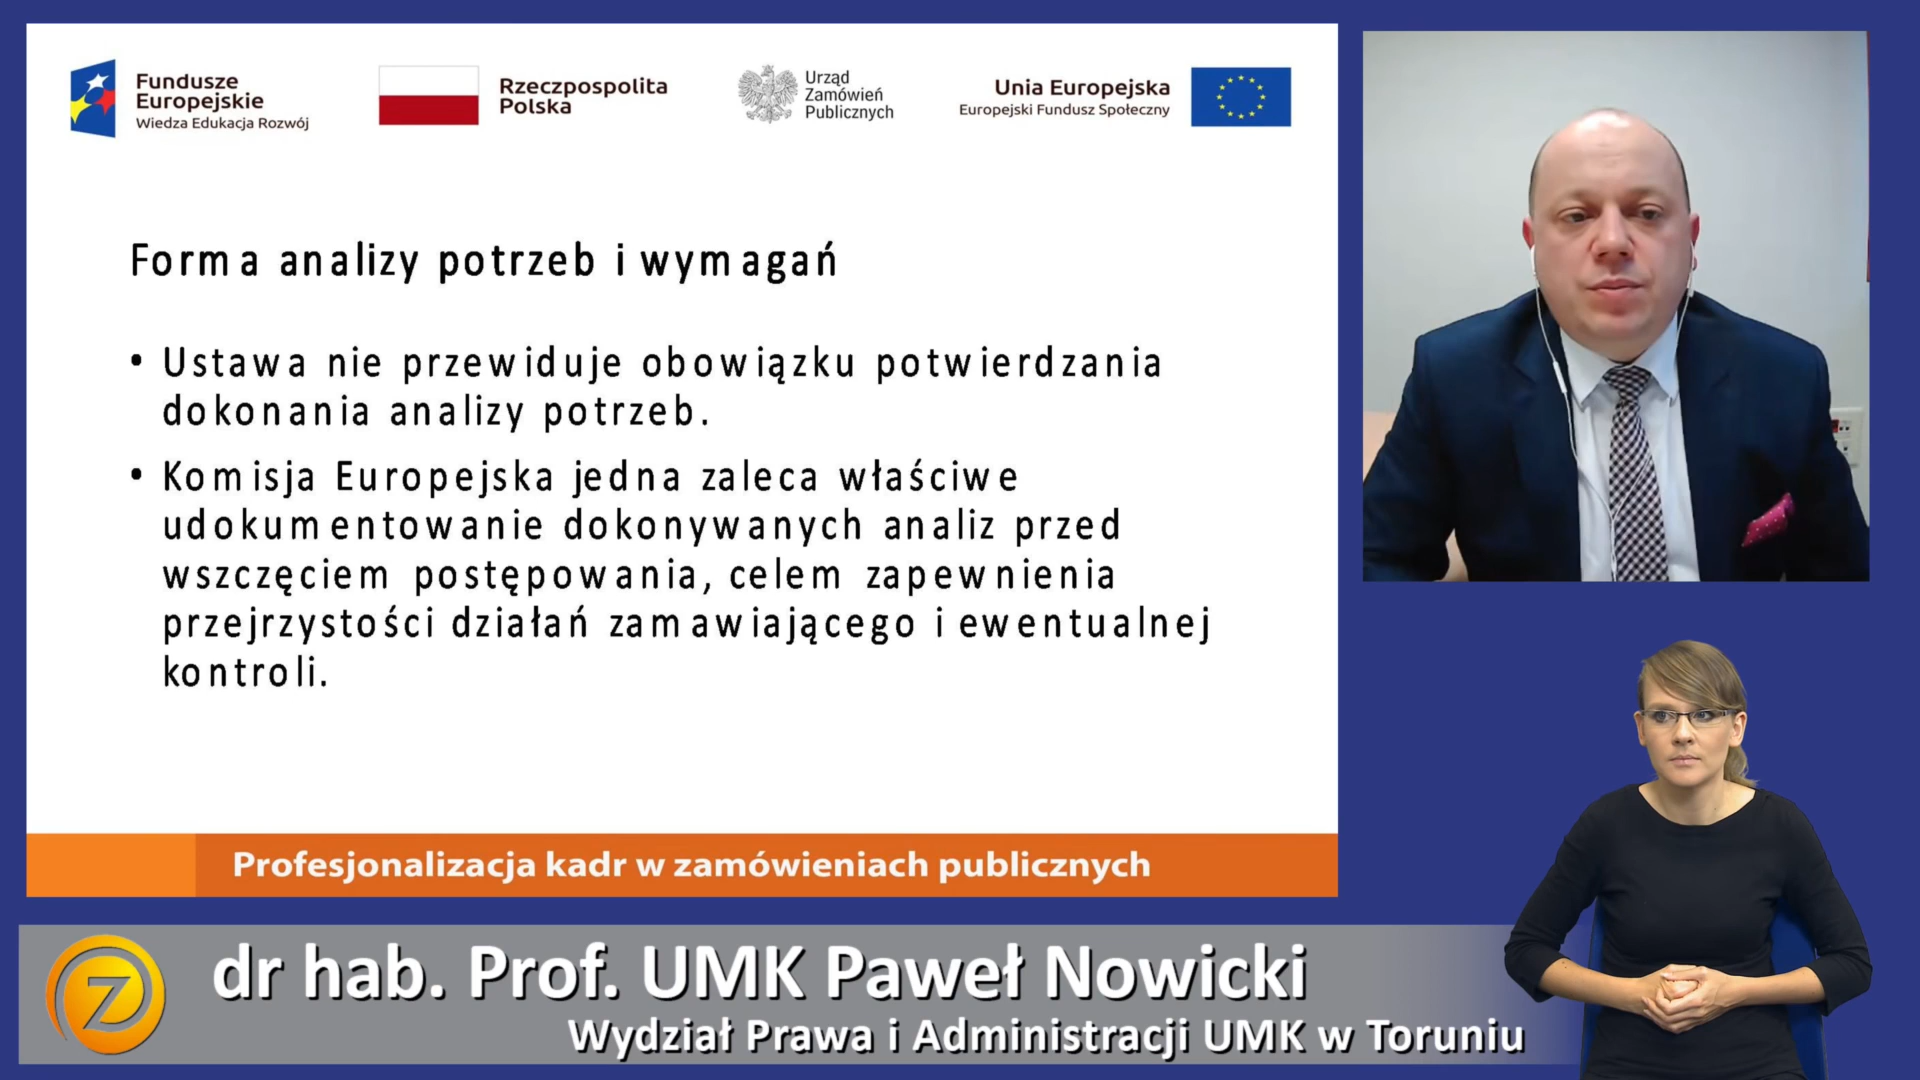 Fundusze
Europejskie
Wiedza Edukacja Rozwój
Rzeczpospolita
Polska
Urząd
Zamówień
Publicznych
Unia Europejska
Europejski Fundusz Społeczny
Forma analizy potrzeb i wymagań
• Ustawa nie przewiduje obowiązku potwierdzania
dokonania analizy potrzeb.
• Komisja Europejska jedna zaleca właściwe
udokumentowanie dokonywanych analiz przed
wszczęciem postępowania, celem zapewnienia
przejrzystości działań zamawiającego i ewentualnej
kontroli.
Profesjonalizacja kadr w zamówieniach publicznych
dr hab. Prof. UMK Paweł Nowicki
Wydział Prawa i Administracji UMK w Toruniu